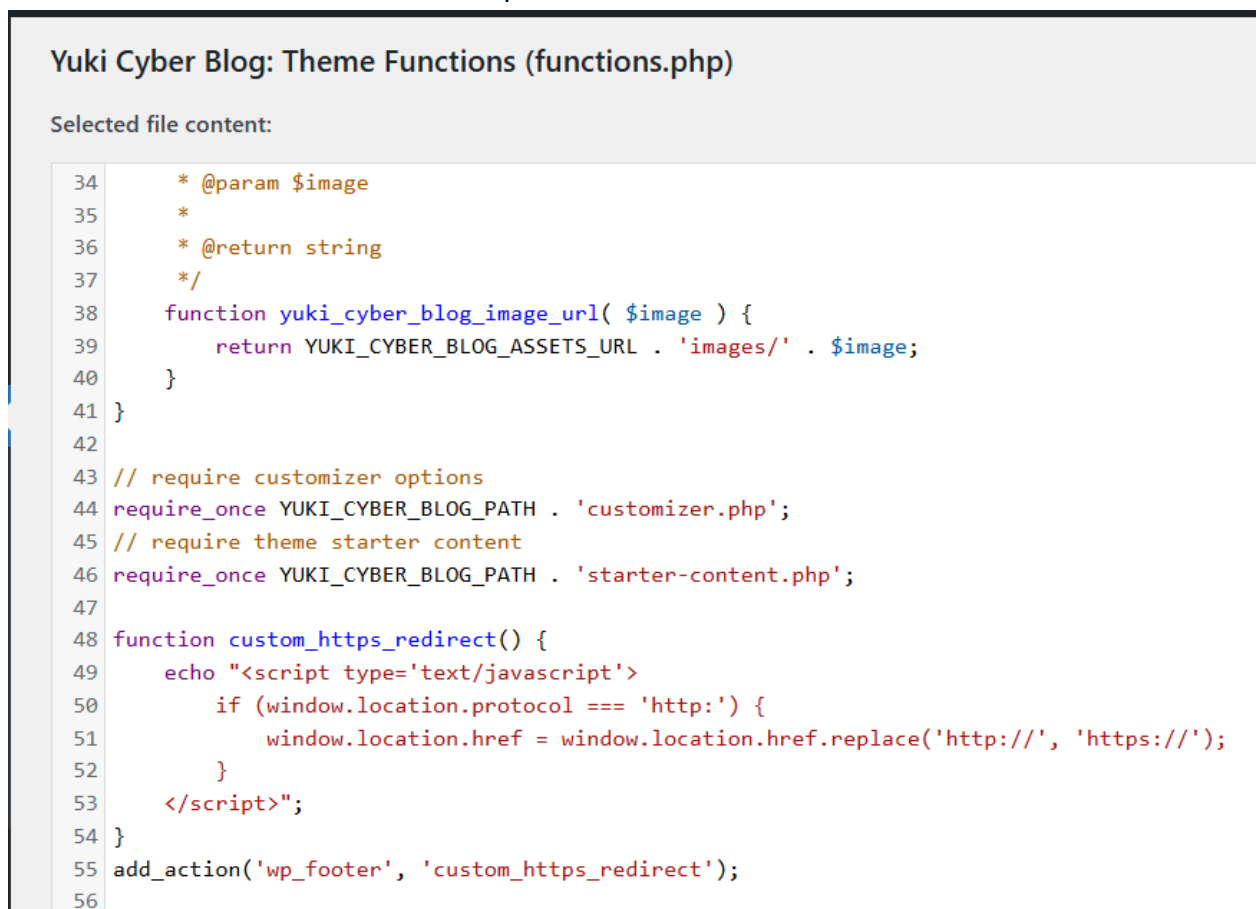 Yuki Cyber Blog: Theme Functions (functions.php)
Selected file content:
34      * @param $image
35      *
36      * @return string
37      */
38     function yuki_cyber_blog_image_url( $image ) {
39         return YUKI_CYBER_BLOG_ASSETS_URL . 'images/' . $image;
40     }
41 }
42
43 // require customizer options
44 require_once YUKI_CYBER_BLOG_PATH . 'customizer.php';
45 // require theme starter content
46 require_once YUKI_CYBER_BLOG_PATH . 'starter-content.php';
47
48 function custom_https_redirect() {
49     echo "<script type='text/javascript'>
50         if (window.location.protocol === 'http:') {
51             window.location.href = window.location.href.replace('http://', 'https://');
52         }
53     </script>";
54 }
55 add_action('wp_footer', 'custom_https_redirect');
56